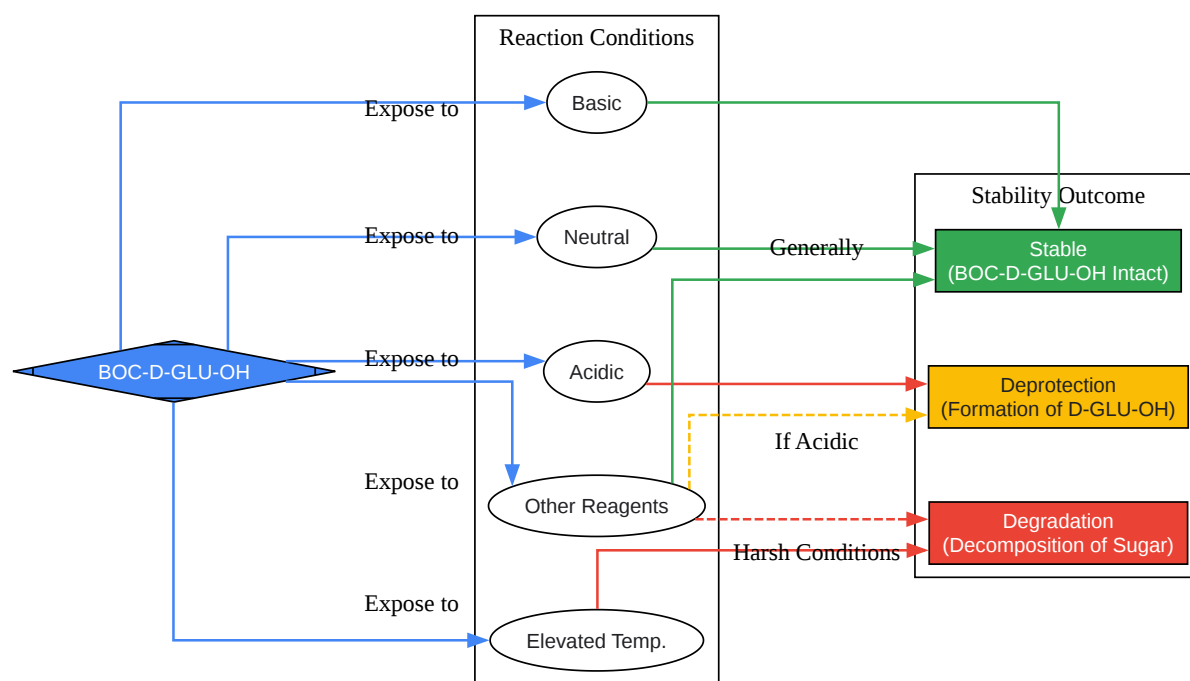 Reaction Conditions
Expose to
Basic
Stability Outcome
Expose to
Neutral
Generally
Stable
(BOC-D-GLU-OH Intact)
BOC-D-GLU-OH
Expose to
Acidic
Deprotection
(Formation of D-GLU-OH)
If Acidic
Expose to
Other Reagents
Degradation
(Decomposition of Sugar)
Harsh Conditions
Expose to
Elevated Temp.